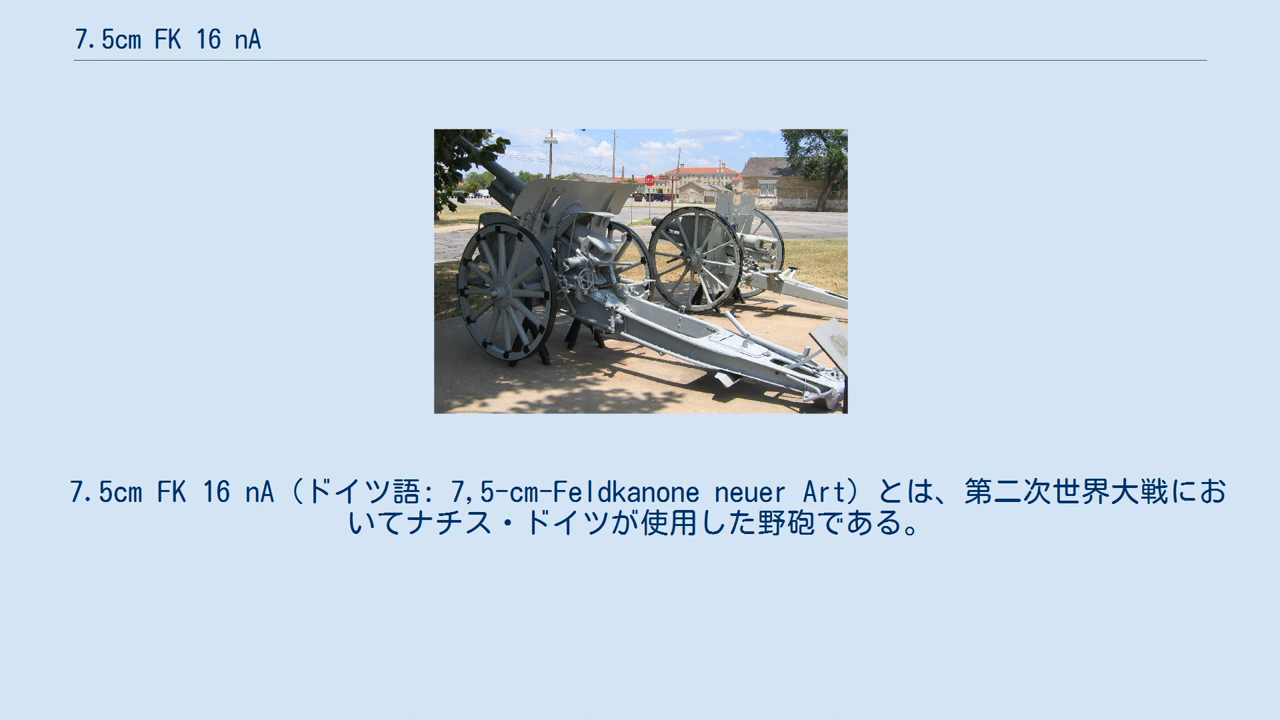 7.5cm FK 16 nA
7.5cm FK 16 nA（ドイツ語: 7,5-cm-Feldkanone neuer Art）とは、第二次世界大戦にお
いてナチス・ドイツが使用した野砲である。